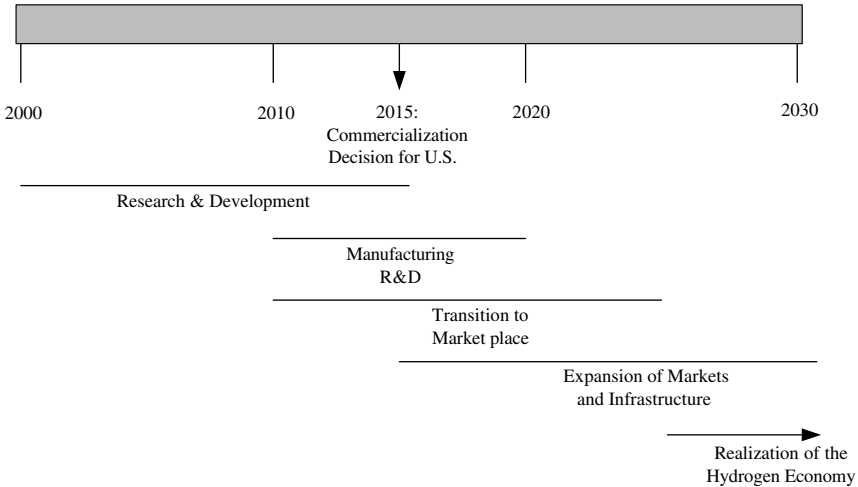 2000
2010
2015:
Commercialization
Decision for U.S.
2020
2030
Research & Development
Manufacturing
R&D
Transition to
Market place
Expansion of Markets
and Infrastructure
Realization of the
Hydrogen Economy